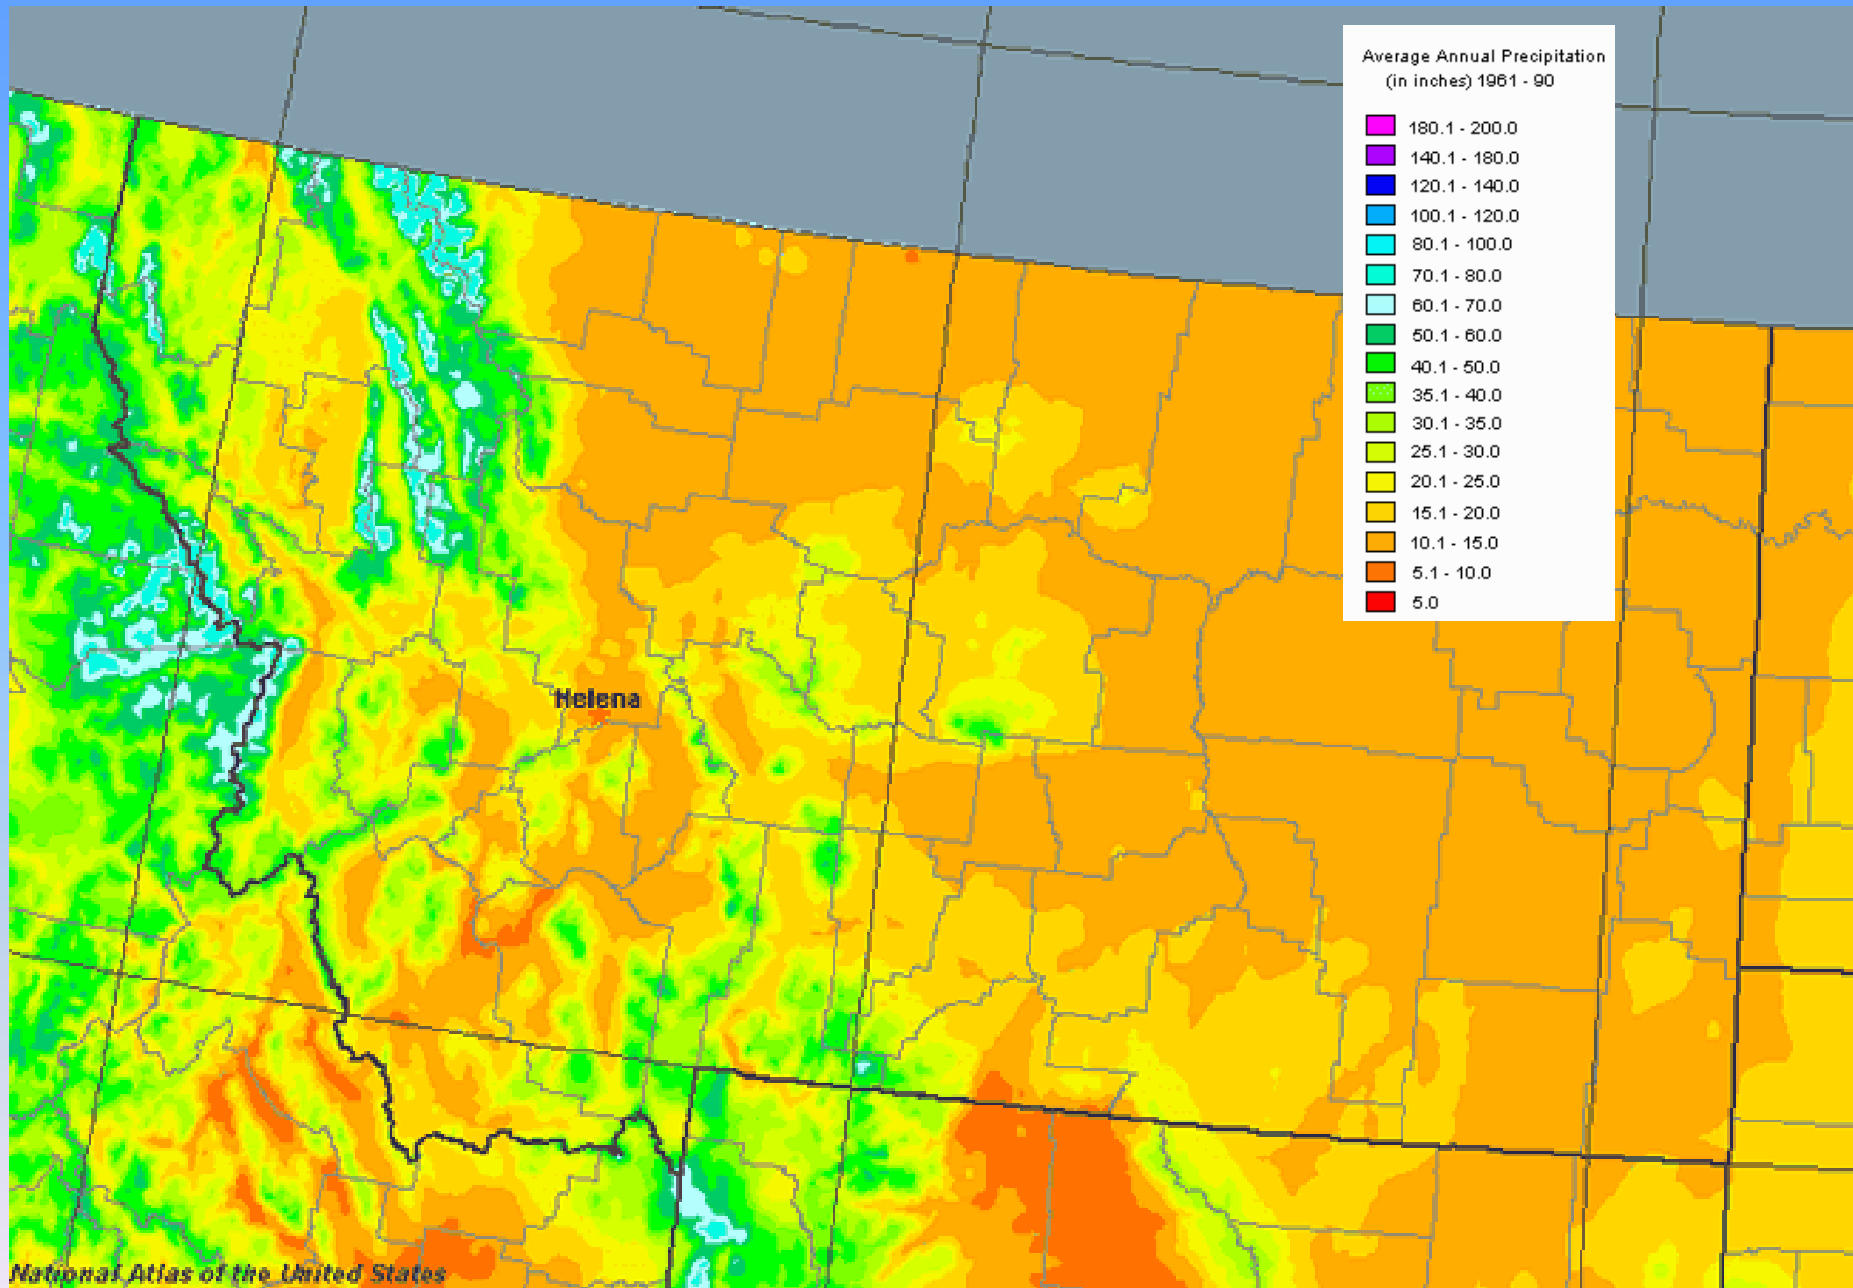 Average Annual Precipitation
(in inches) 1961 - 90
180.1 - 200.0
140.1 - 180.0
120.1 - 140.0
100.1 - 120.0
80.1 - 100.0
70.1 - 80.0
60.1 - 70.0
50.1 - 60.0
40.1 - 50.0
35.1 - 40.0
30.1 - 35.0
25.1 - 30.0
20.1 - 25.0
15.1 - 20.0
10.1 - 15.0
5.1 - 10.0
5.0
Helena
National Atlas of the United States